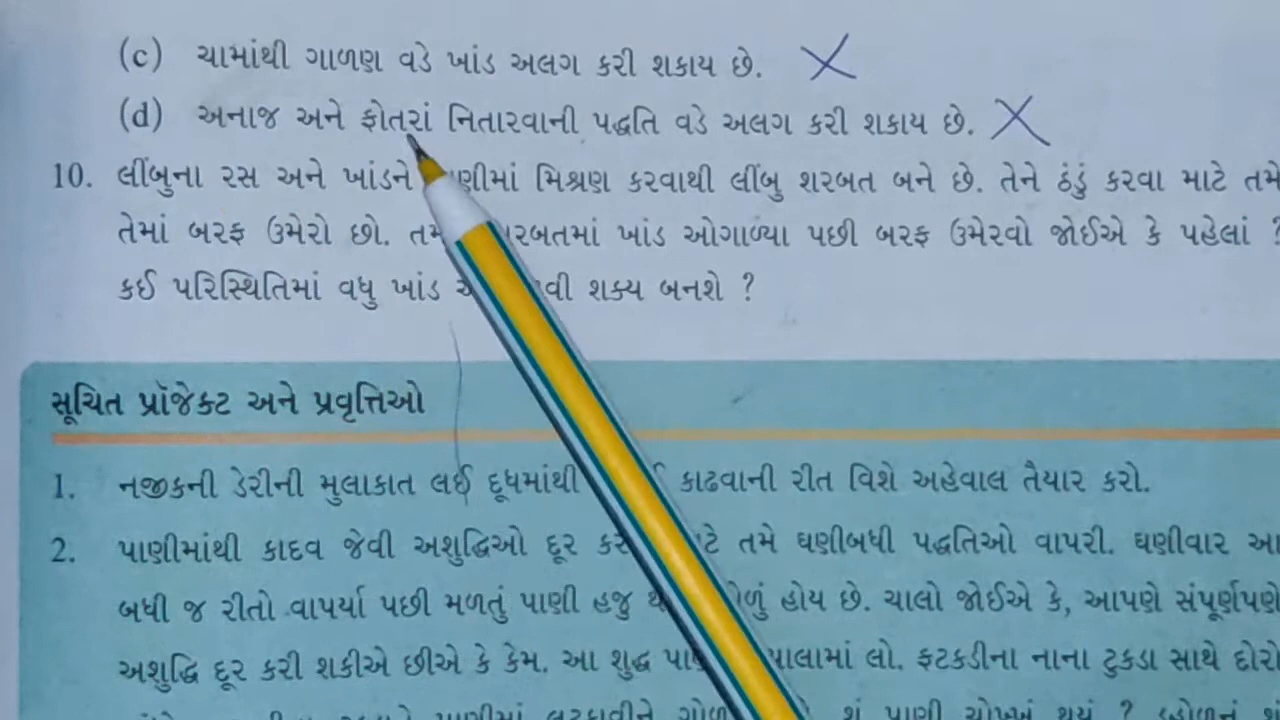 (c) ચામાંથી ગાળણ વડે ખાંડ અલગ કરી શકાય છે. X
(d) અનાજ અને ફોતરાં નિતારવાની પદ્ધતિ વડે અલગ કરી શકાય છે. X
10. લીંબુના રસ અને ખાંડને મિશ્રણ કરવાથી લીંબુ શરબત બને છે. તેને ઠંડું કરવા માટે તમે
તેમાં બરફ ઉમેરો છો. ખાંડ ઓગાળ્યા પછી બરફ ઉમેરવો જોઈએ કે પહેલાં ?
કઈ પરિસ્થિતિમાં વધુ ખાંડ શક્ય બનશે ?
સૂચિત પ્રૉજેક્ટ અને પ્રવૃત્તિઓ
1. નજીકની ડેરીની મુલાકાત લઈ દૂધમાંથી કાઢવાની રીત વિશે અહેવાલ તૈયાર કરો.
2. પાણીમાંથી કાદવ જેવી અશુદ્ધિઓ દૂર તમે ઘણીબધી પદ્ધતિઓ વાપરી. ઘણીવાર આ
બધી જ રીતો વાપર્યા પછી મળતું પાણી હજુ હોય છે. ચાલો જોઈએ કે, આપણે સંપૂર્ણપણે
અશુદ્ધિ દૂર કરી શકીએ છીએ કે કેમ. આ શુદ્ધ લો. ફટકડીના નાના ટુકડા સાથે દોરો